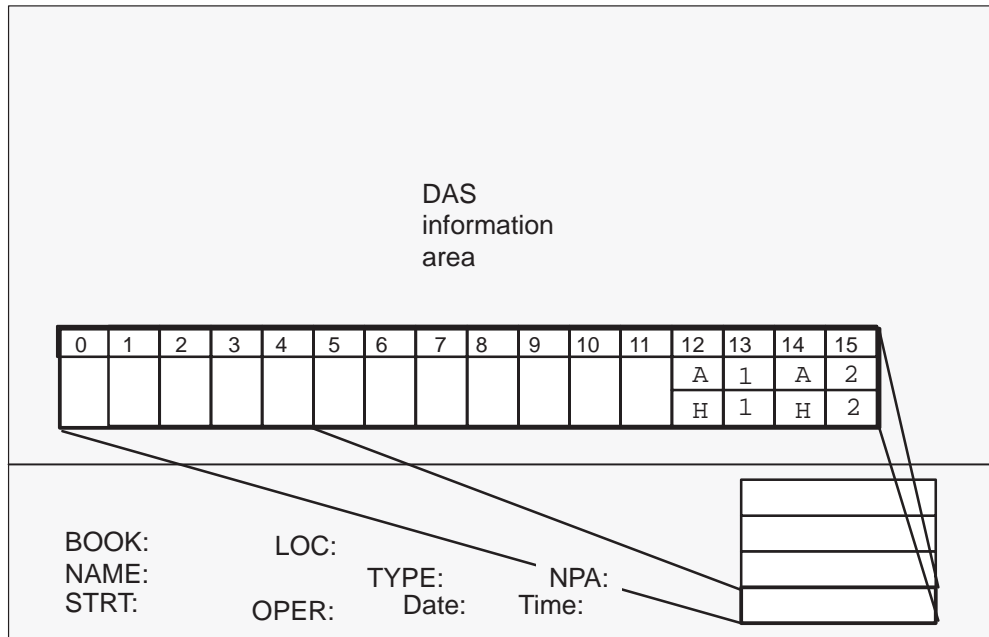 DAS
information
area
0 1 2 3 4 5 6 7 8 9 10 11 12 13 14 15
A 1 A 2
H 1 H 2
BOOK: LOC:
NAME: TYPE: NPA:
STRT: OPER: Date: Time: